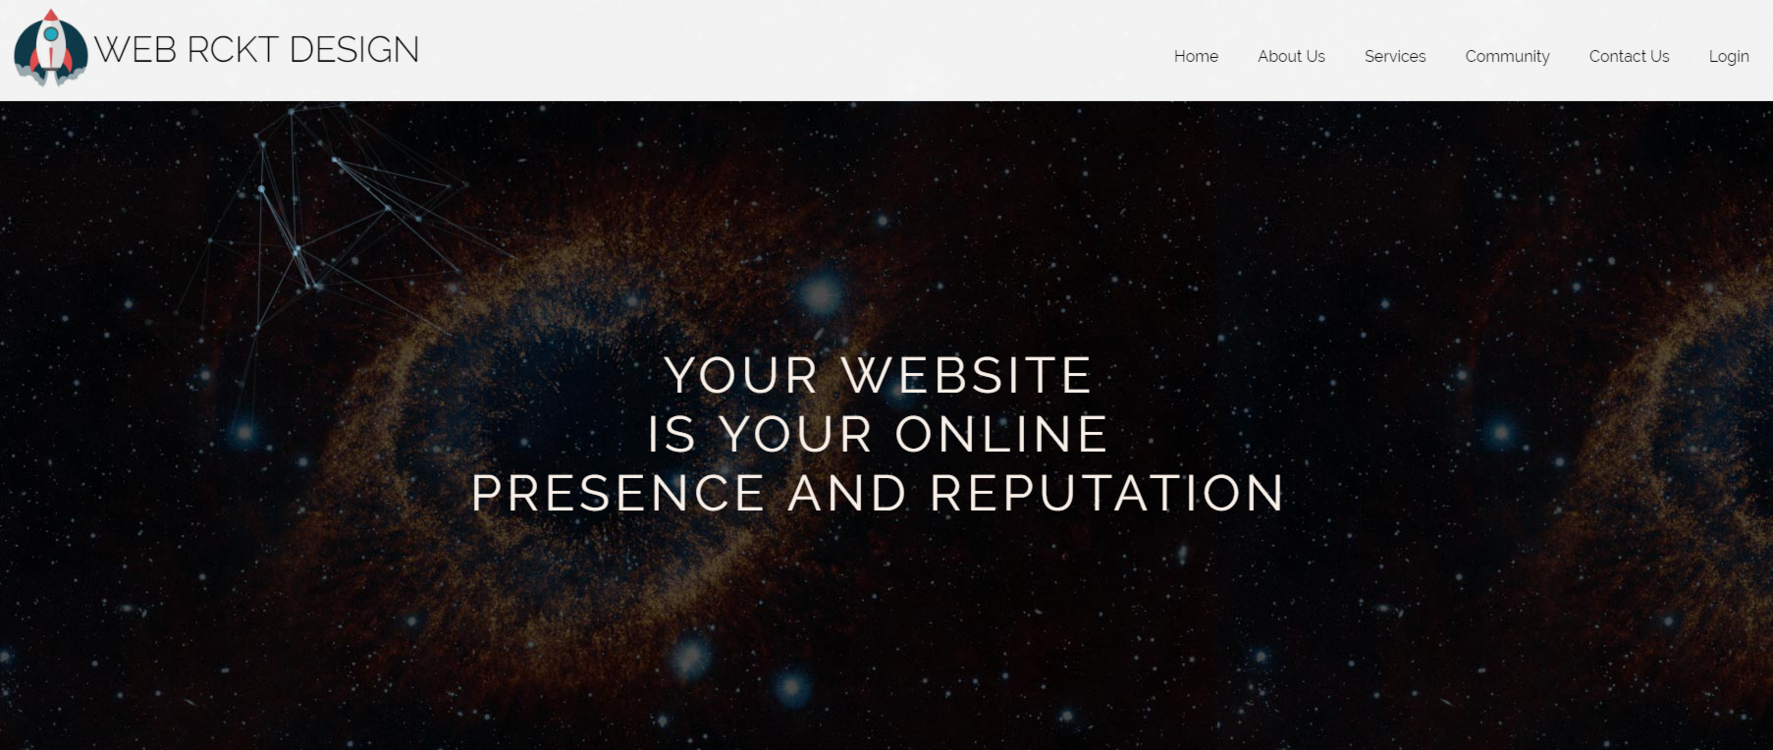 WEB RCKT DESIGN
Home About Us Services Community Contact Us Login
YOUR WEBSITE
IS YOUR ONLINE
PRESENCE AND REPUTATION